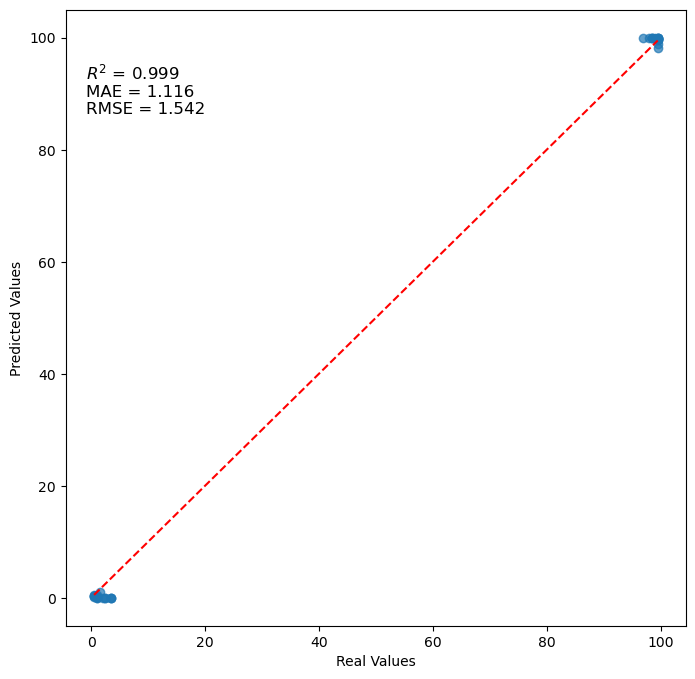 100
R² = 0.999
MAE = 1.116
RMSE = 1.542
80
60
Predicted Values
40
20
0
0 20 40 60 80 100
Real Values